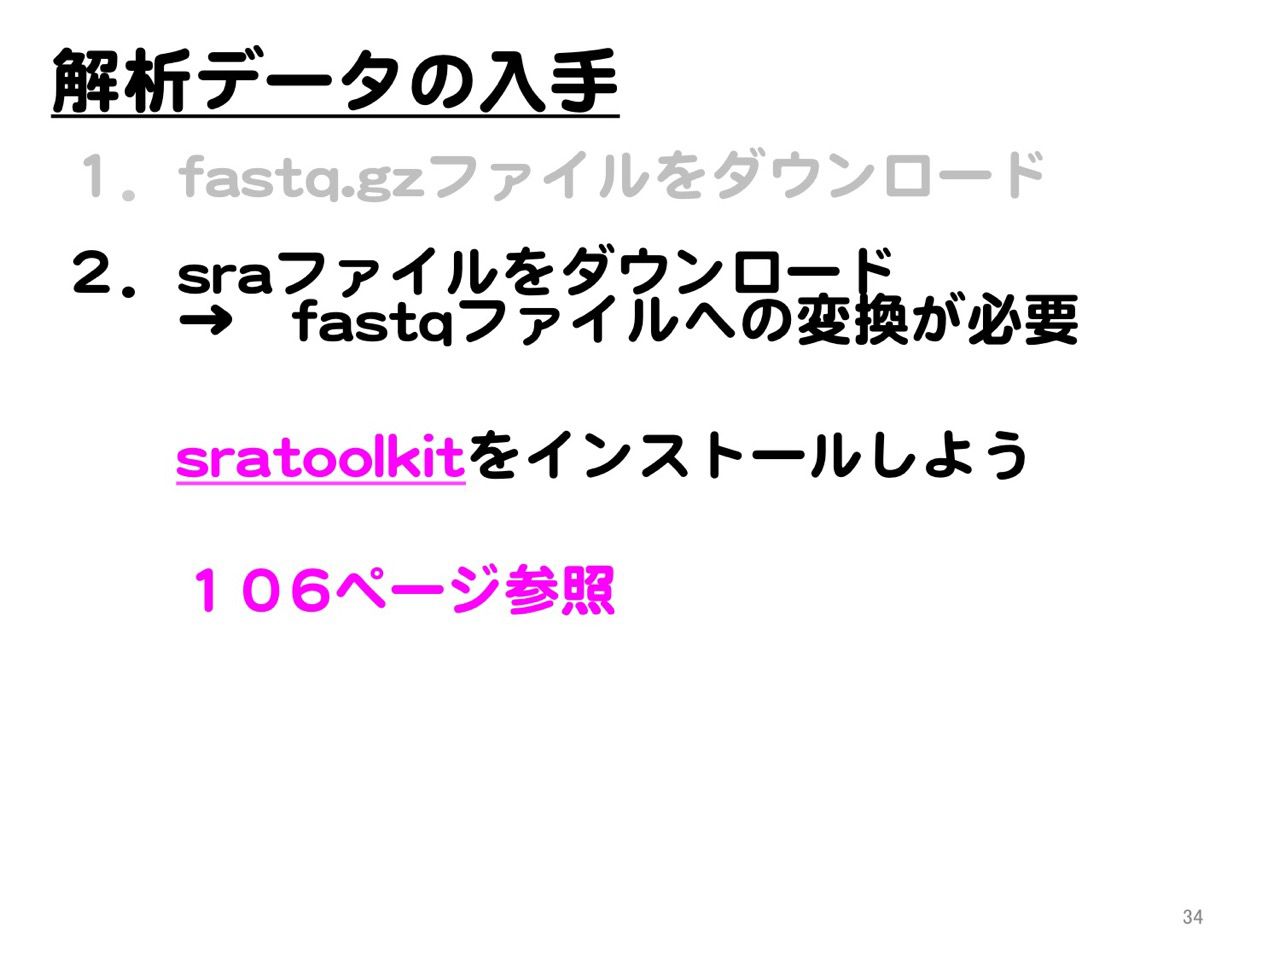 解析データの入手
１．fastq.gzファイルをダウンロード
２．sraファイルをダウンロード
→　fastqファイルへの変換が必要
sratoolkitをインストールしよう
１０６ページ参照
34